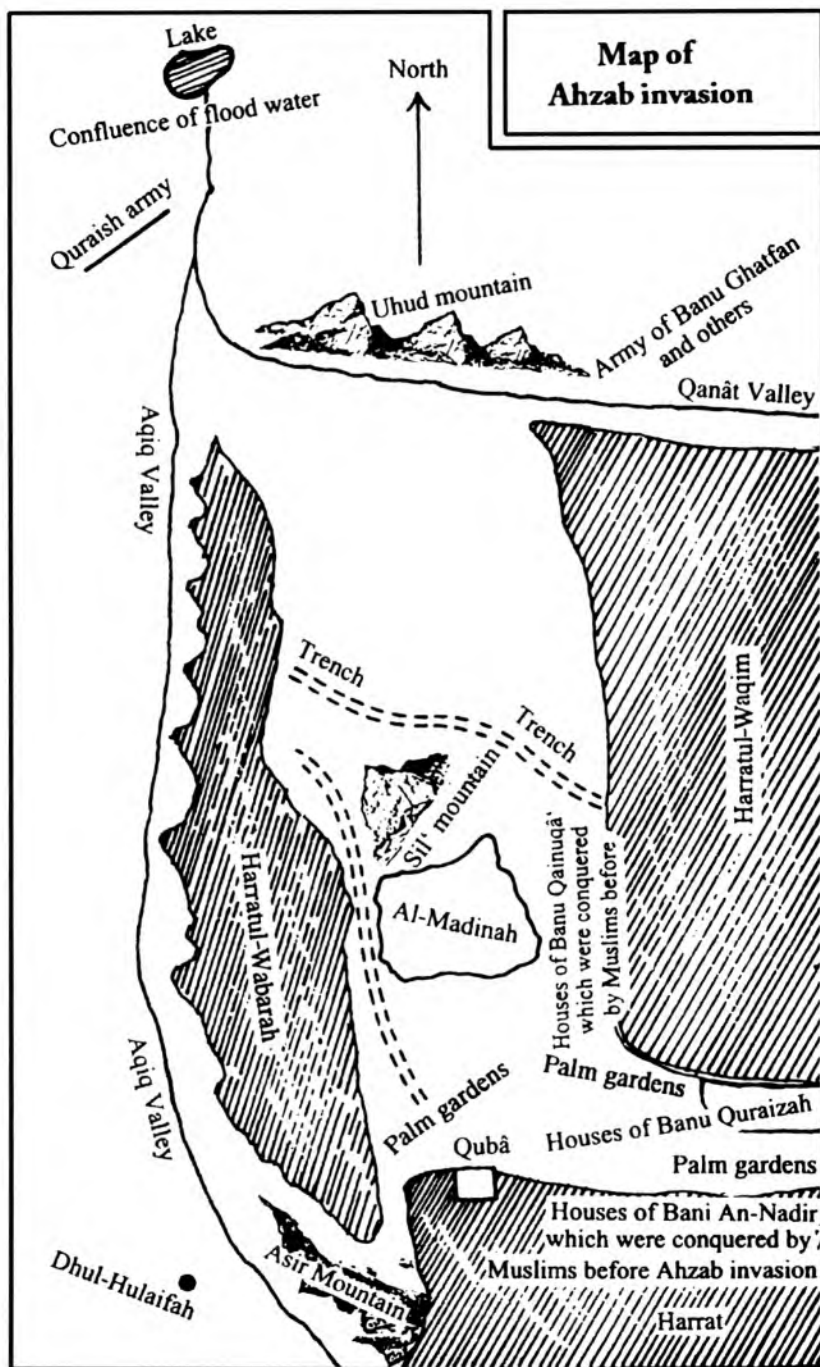 Map of
Ahzab invasion
Lake
North
Confluence of flood water
Quraish army
Uhud mountain
Army of Banu Ghatfan
and others
Qanât Valley
Aqiq Valley
Trench
Trench
Sil‘ mountain
Harratul-Waqim
Harratul-Wabarah
Al-Madinah
Houses of Banu Qainuqâ‘
which were conquered
by Muslims before
Aqiq Valley
Palm gardens
Palm gardens
Houses of Banu Quraizah
Qubâ
Palm gardens
Houses of Bani An-Nadir
which were conquered by
Muslims before Ahzab invasion
Dhul-Hulaifah
Asir Mountain
Harrat